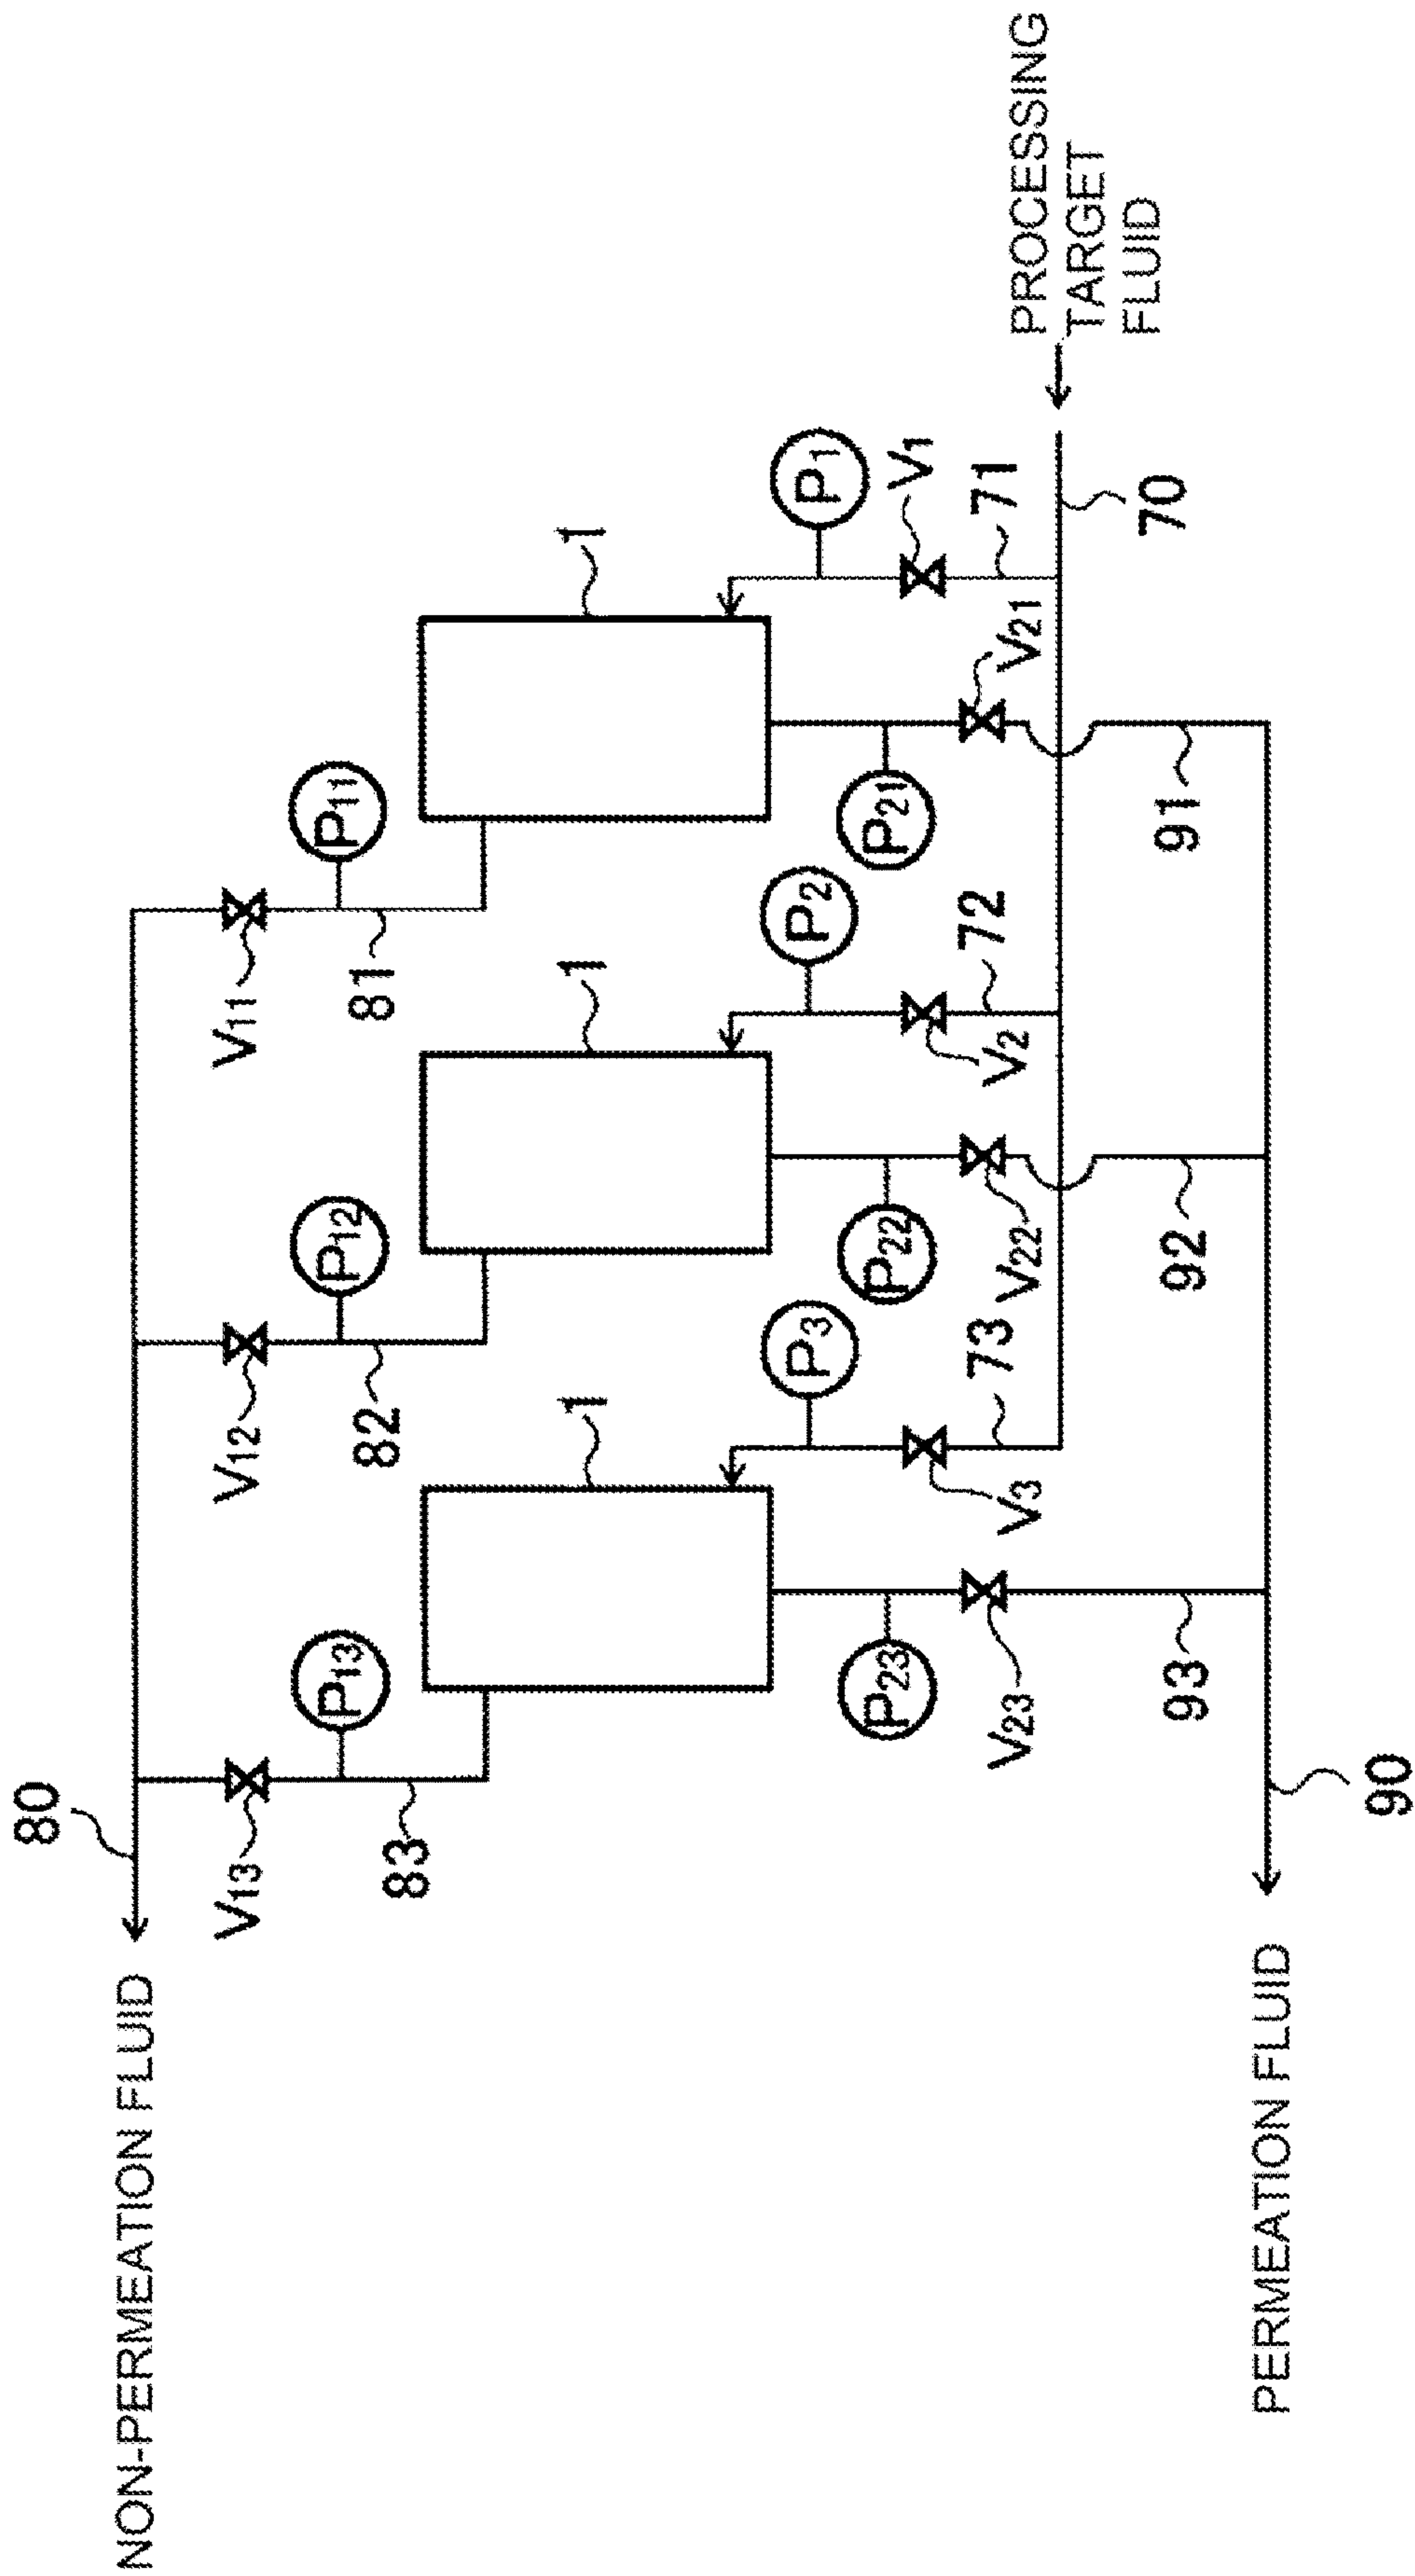 NON-PERMEATION FLUID
80
V13
83
P13
V12
82
P12
V11
81
P11
1
1
1
P23
V23
93
P3
V3
73
P22
V22
92
P2
V2
72
P21
V21
91
P1
V1
71
70
PROCESSING
TARGET
FLUID
90
PERMEATION FLUID